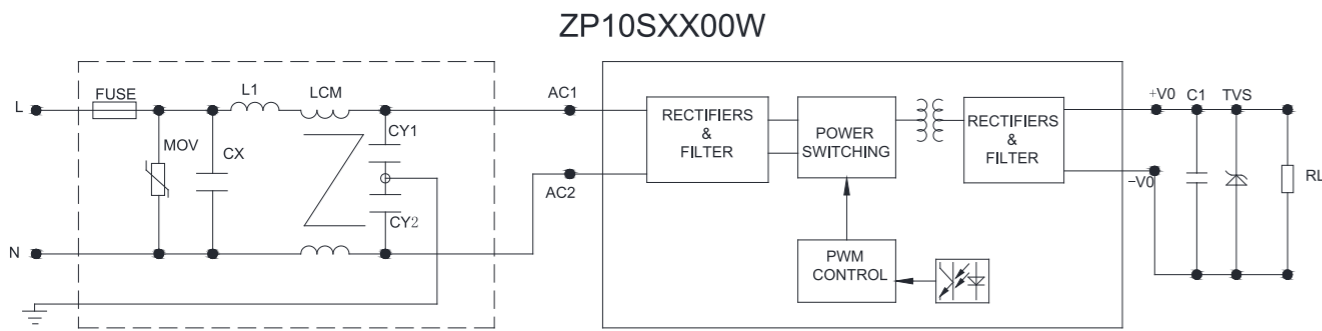 ZP10SXX00W
L
FUSE
L1
LCM
MOV
CX
CY1
CY2
N
AC1
AC2
RECTIFIERS
&
FILTER
POWER
SWITCHING
PWM
CONTROL
RECTIFIERS
&
FILTER
+V0
C1
TVS
−V0
RL